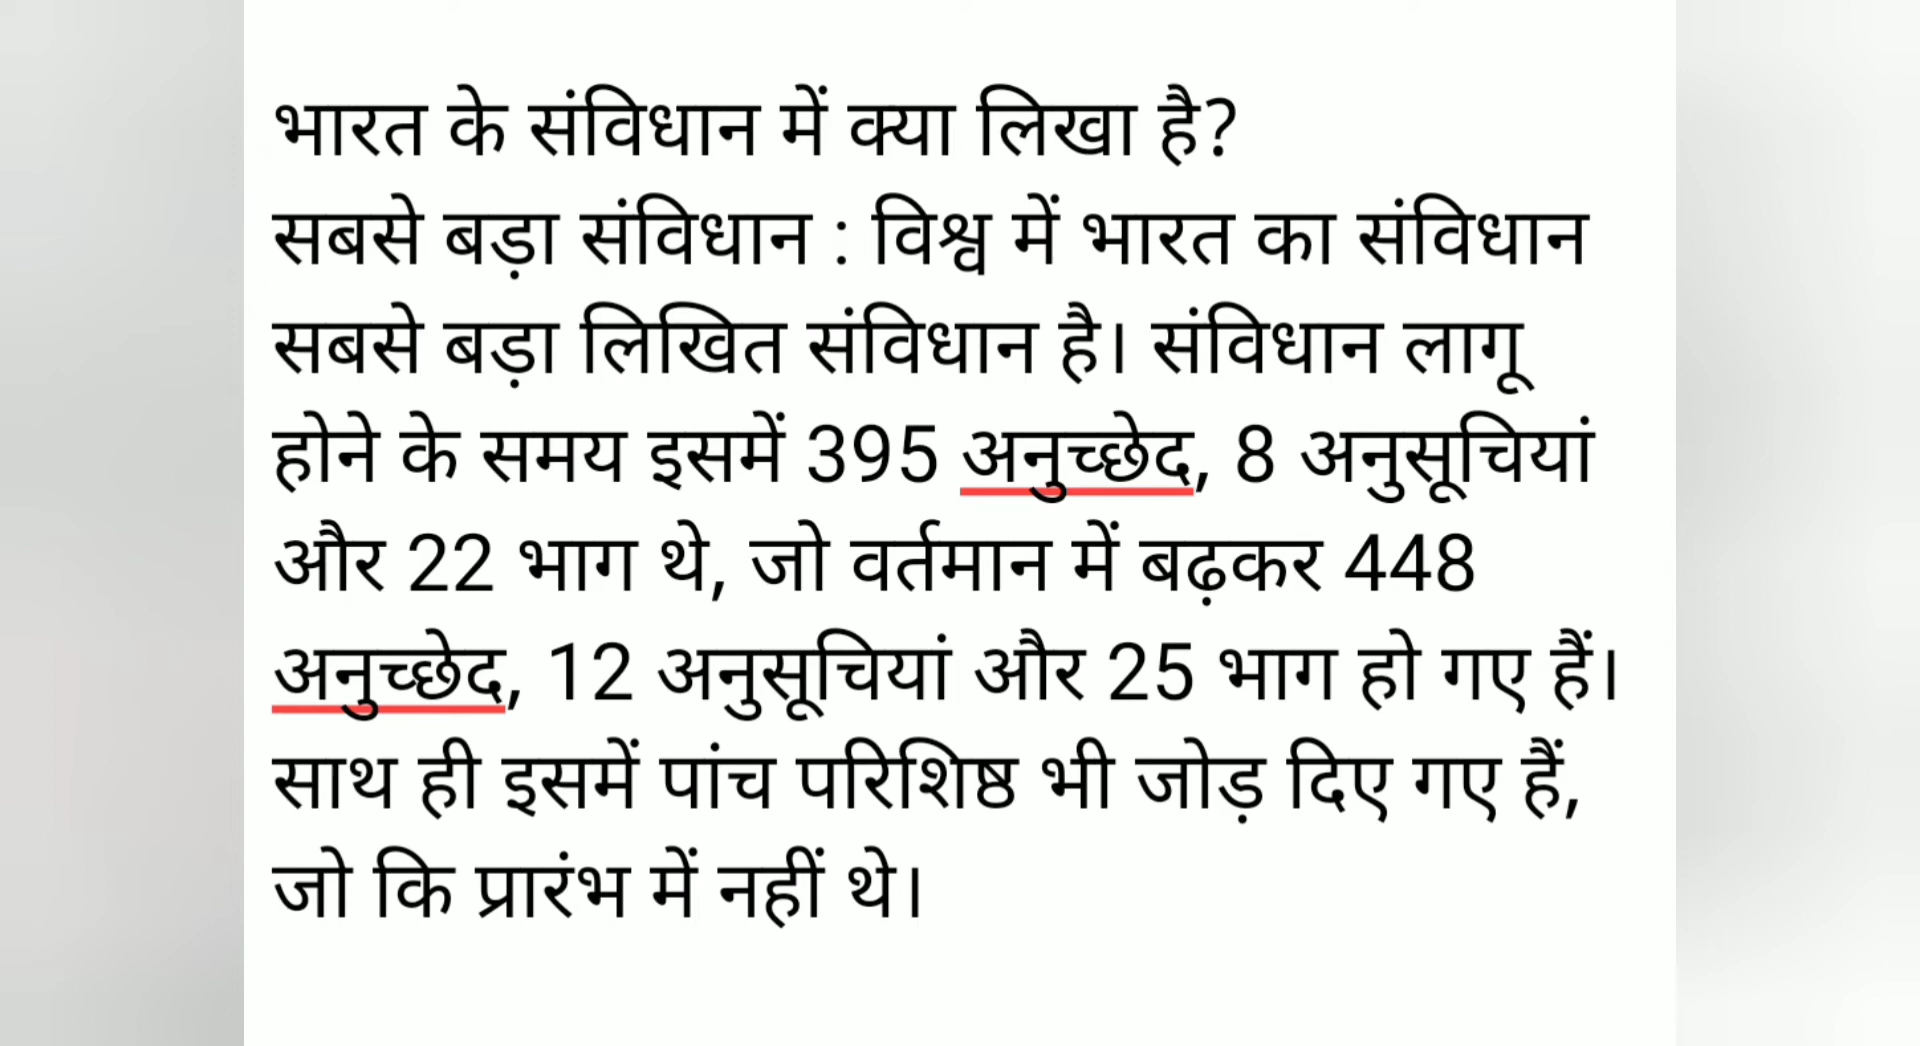 भारत के संविधान में क्या लिखा है?
सबसे बड़ा संविधान : विश्व में भारत का संविधान
सबसे बड़ा लिखित संविधान है। संविधान लागू
होने के समय इसमें 395 अनुच्छेद, 8 अनुसूचियां
और 22 भाग थे, जो वर्तमान में बढ़कर 448
अनुच्छेद, 12 अनुसूचियां और 25 भाग हो गए हैं।
साथ ही इसमें पांच परिशिष्ठ भी जोड़ दिए गए हैं,
जो कि प्रारंभ में नहीं थे।